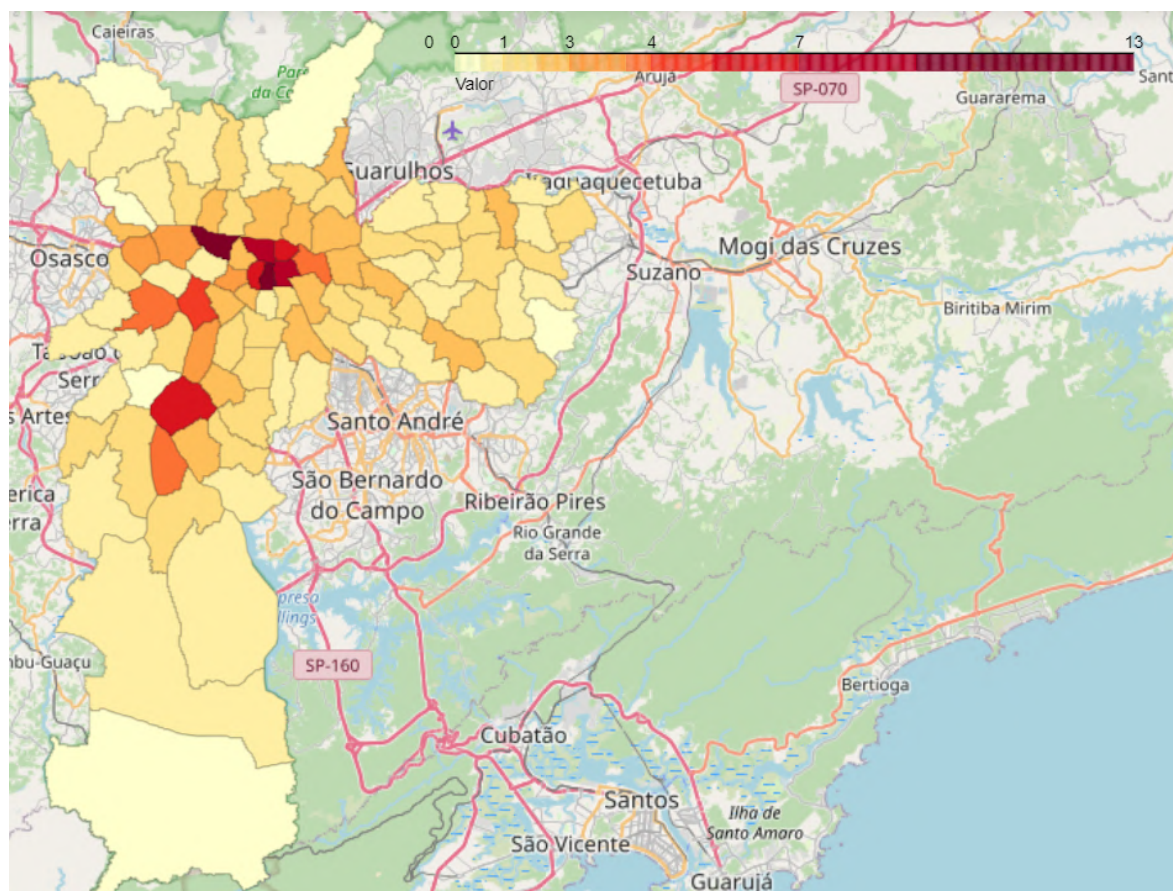 Caieiras
0 0 1 3 4 7 13
Valor
Arujá
SP-070
Guararema
Guarulhos
Itaquaquecetuba
Osasco
Mogi das Cruzes
Suzano
Biritiba Mirim
Santo André
São Bernardo
do Campo
Ribeirão Pires
Rio Grande
da Serra
SP-160
Bertioga
Cubatão
Santos
Ilha de
Santo Amaro
São Vicente
Guarujá